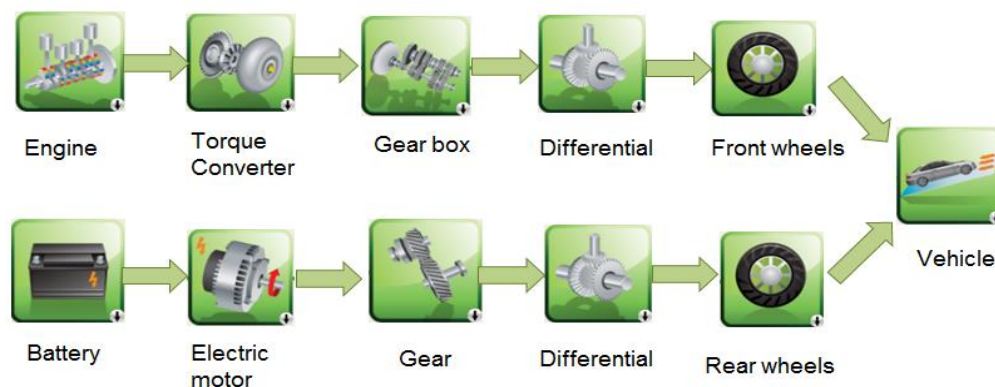 Engine
Torque
Converter
Gear box
Differential
Front wheels
Vehicle
Battery
Electric
motor
Gear
Differential
Rear wheels